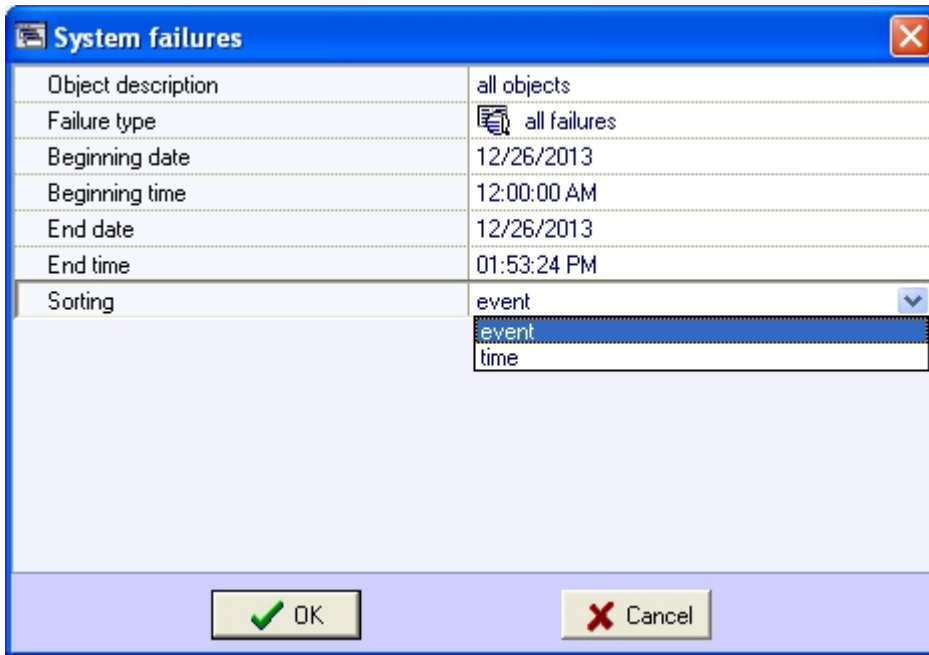 System failures
Object description all objects
Failure type all failures
Beginning date 12/26/2013
Beginning time 12:00:00 AM
End date 12/26/2013
End time 01:53:24 PM
Sorting event
event
time
OK Cancel